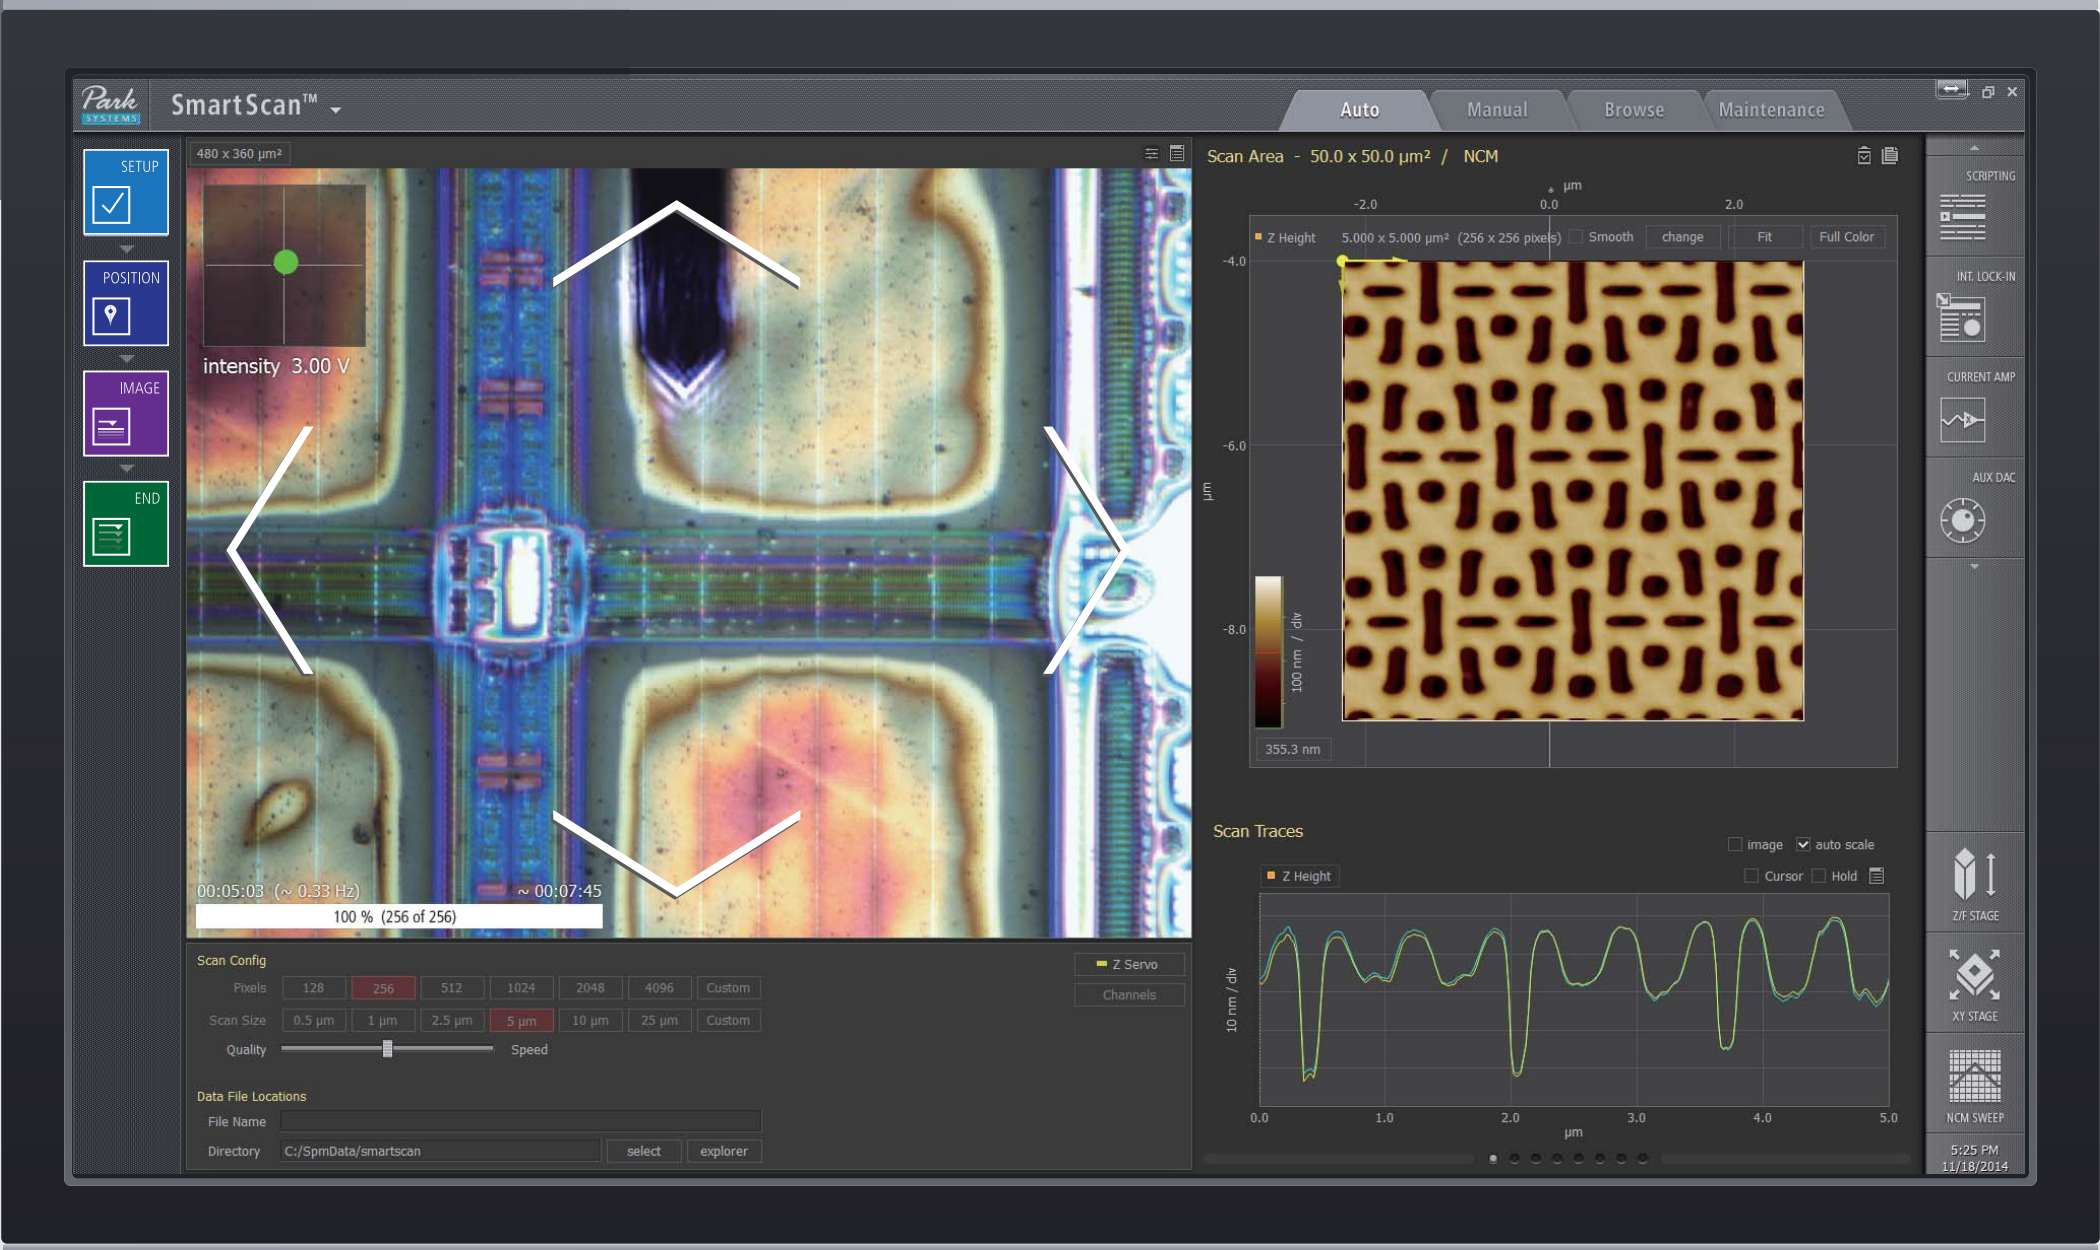 Park
SYSTEMS
SmartScan™
Auto
Manual
Browse
Maintenance
SETUP
POSITION
IMAGE
END
480 x 360 µm²
intensity 3.00 V
00:05:03 (~ 0.33 Hz)
~ 00:07:45
100 % (256 of 256)
Scan Config
Pixels 128 256 512 1024 2048 4096 Custom
Scan Size 0.5 µm 1 µm 2.5 µm 5 µm 10 µm 25 µm Custom
Quality Speed
Z Servo
Channels
Data File Locations
File Name
Directory C:/SpmData/smartscan select explorer
Scan Area - 50.0 x 50.0 µm² / NCM
µm
-2.0 0.0 2.0
Z Height 5.000 x 5.000 µm² (256 x 256 pixels) Smooth change Fit Full Color
-4.0
-6.0
µm
-8.0
100 nm / div
355.3 nm
Scan Traces
image auto scale
Z Height
Cursor Hold
10 nm / div
0.0 1.0 2.0 3.0 4.0 5.0
µm
SCRIPTING
INT. LOCK-IN
CURRENT AMP
AUX DAC
Z/F STAGE
XY STAGE
NCM SWEEP
5:25 PM
11/18/2014